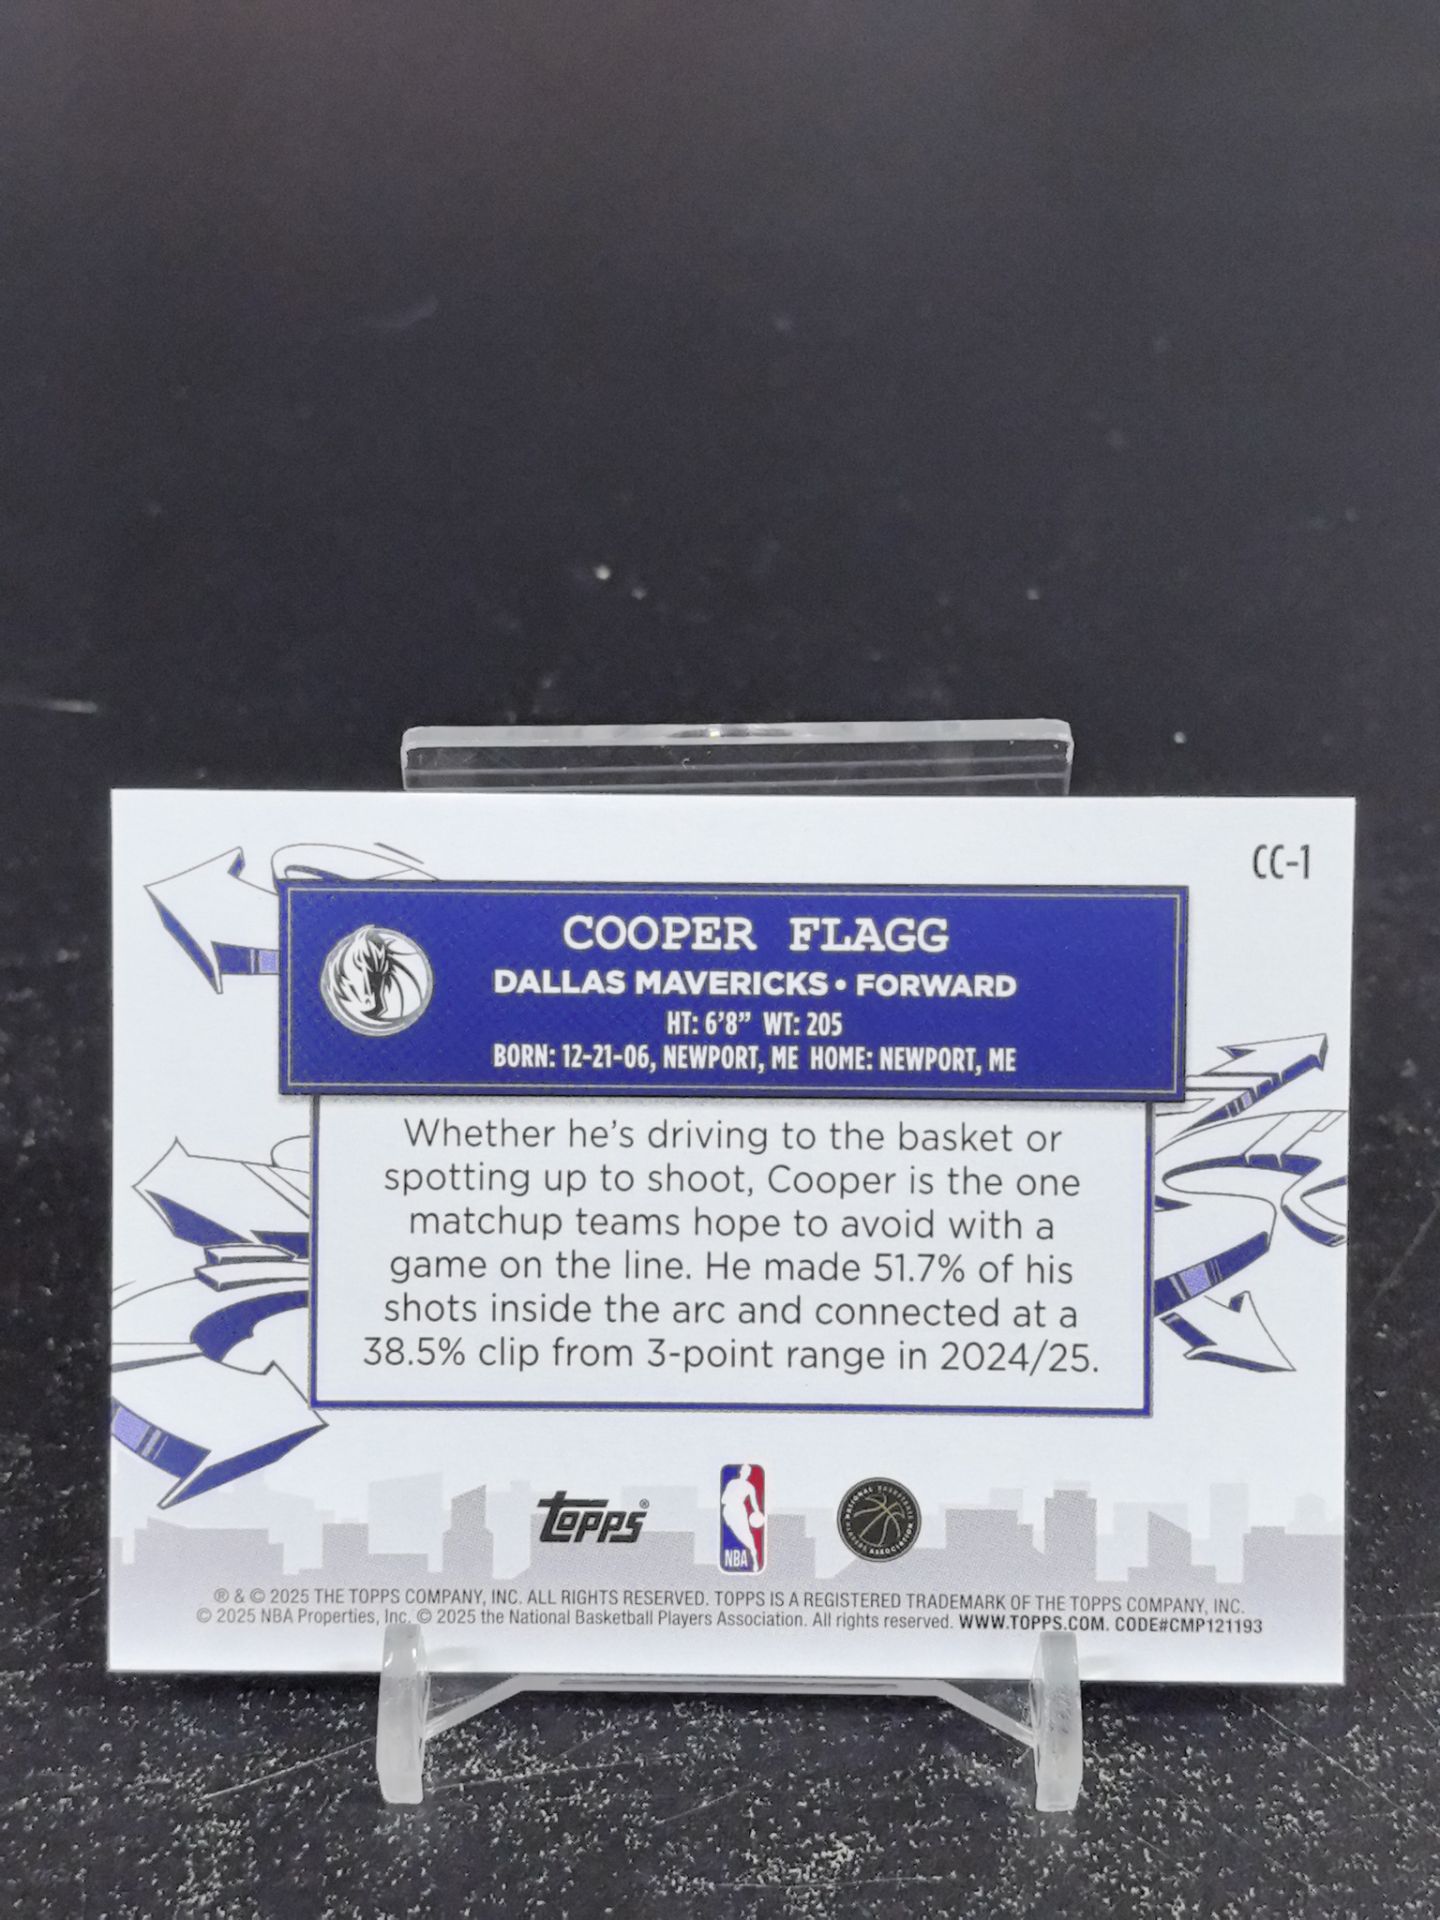 CC-1
COOPER FLAGG
DALLAS MAVERICKS • FORWARD
HT: 6'8" WT: 205
BORN: 12-21-06, NEWPORT, ME HOME: NEWPORT, ME
Whether he's driving to the basket or
spotting up to shoot, Cooper is the one
matchup teams hope to avoid with a
game on the line. He made 51.7% of his
shots inside the arc and connected at a
38.5% clip from 3-point range in 2024/25.
topps®
NBA
NATIONAL BASKETBALL
PLAYERS ASSOCIATION
® & © 2025 THE TOPPS COMPANY, INC. ALL RIGHTS RESERVED. TOPPS IS A REGISTERED TRADEMARK OF THE TOPPS COMPANY, INC.
© 2025 NBA Properties, Inc. © 2025 the National Basketball Players Association. All rights reserved. WWW.TOPPS.COM. CODE#CMP121193